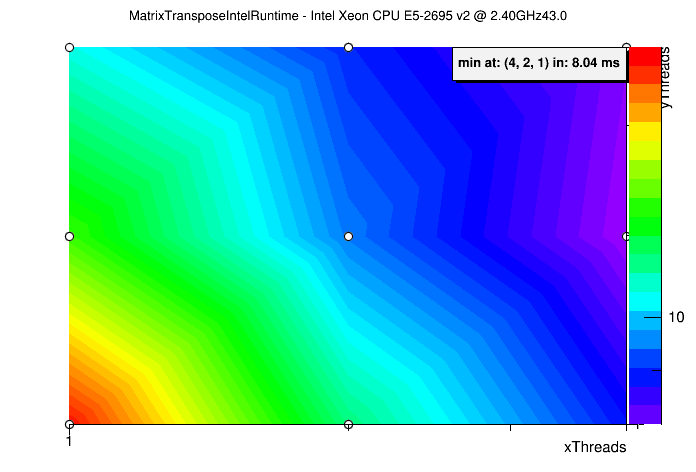 MatrixTransposeIntelRuntime - Intel Xeon CPU E5-2695 v2 @ 2.40GHz43.0
min at: (4, 2, 1) in: 8.04 ms
yThreads
10
1
xThreads